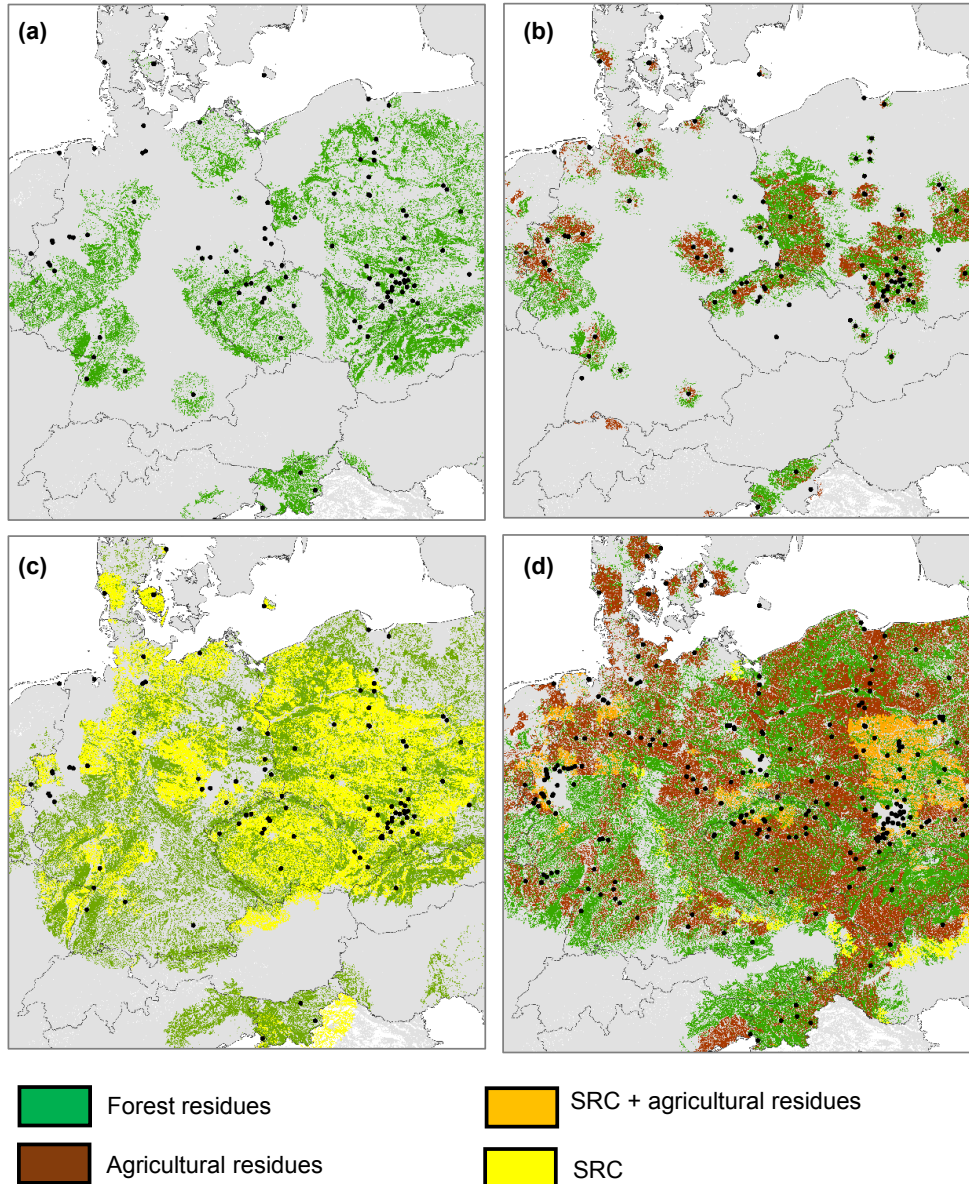 (a)
(b)
(c)
(d)
Forest residues
SRC + agricultural residues
Agricultural residues
SRC